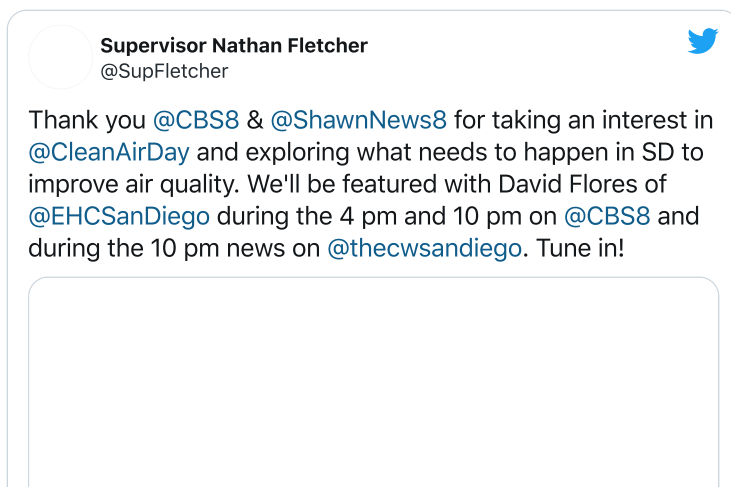 Supervisor Nathan Fletcher
@SupFletcher
Thank you @CBS8 & @ShawnNews8 for taking an interest in
@CleanAirDay and exploring what needs to happen in SD to
improve air quality. We'll be featured with David Flores of
@EHCSanDiego during the 4 pm and 10 pm on @CBS8 and
during the 10 pm news on @thecwsandiego. Tune in!